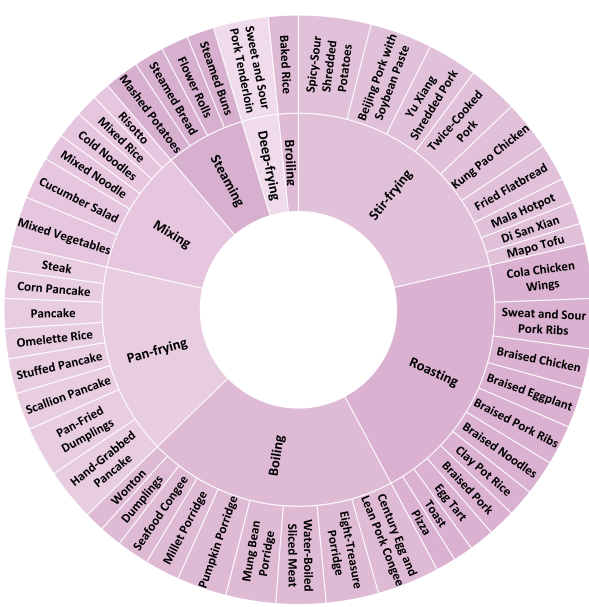 Stir-frying
Spicy-Sour
Shredded
Potatoes
Beijing Pork with
Soybean Paste
Yu Xiang
Shredded Pork
Twice-Cooked
Pork
Kung Pao Chicken
Fried Flatbread
Mala Hotpot
Di San Xian
Mapo Tofu
Roasting
Cola Chicken
Wings
Sweat and Sour
Pork Ribs
Braised Chicken
Braised Eggplant
Braised Pork Ribs
Braised Noodles
Clay Pot Rice
Braised Pork
Egg Tart
Toast
Pizza
Boiling
Century Egg and
Lean Pork Congee
Eight-Treasure
Porridge
Water-Boiled
Sliced Meat
Mung Bean
Porridge
Pumpkin Porridge
Millet Porridge
Seafood Congee
Dumplings
Wonton
Pan-frying
Hand-Grabbed
Pancake
Pan-Fried
Dumplings
Scallion Pancake
Stuffed Pancake
Omelette Rice
Pancake
Corn Pancake
Steak
Mixing
Mixed Vegetables
Cucumber Salad
Mixed Noodle
Cold Noodles
Mixed Rice
Risotto
Steaming
Mashed Potatoes
Steamed Bread
Flower Rolls
Steamed Buns
Deep-frying
Sweet and Sour
Pork Tenderloin
Broiling
Baked Rice